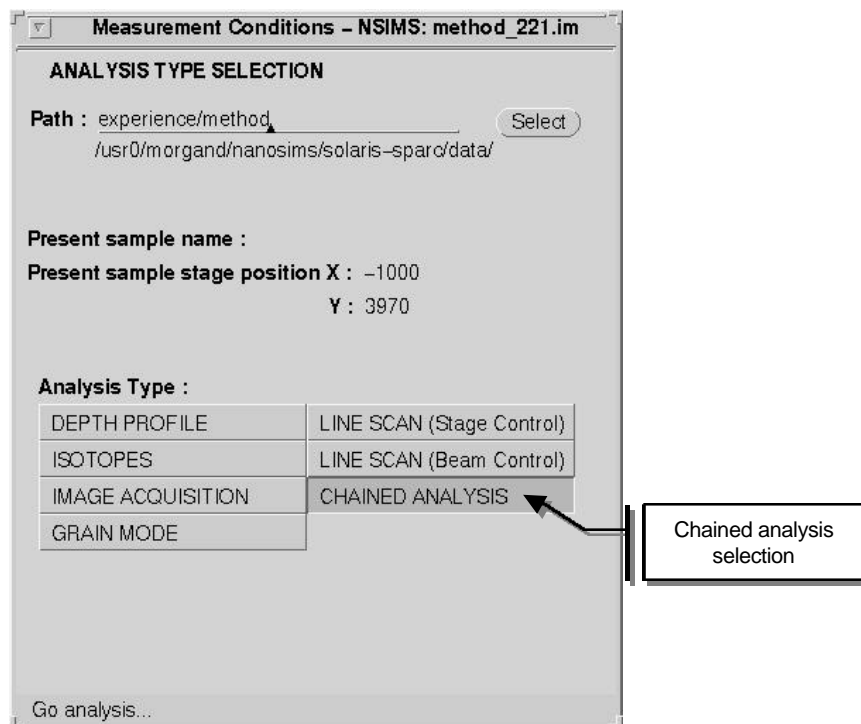 Measurement Conditions – NSIMS: method_221.im
ANALYSIS TYPE SELECTION
Path : experience/method Select
/usr0/morgand/nanosims/solaris-sparc/data/
Present sample name :
Present sample stage position X : -1000
Y : 3970
Analysis Type :
DEPTH PROFILE LINE SCAN (Stage Control)
ISOTOPES LINE SCAN (Beam Control)
IMAGE ACQUISITION CHAINED ANALYSIS
GRAIN MODE
Chained analysis
selection
Go analysis...